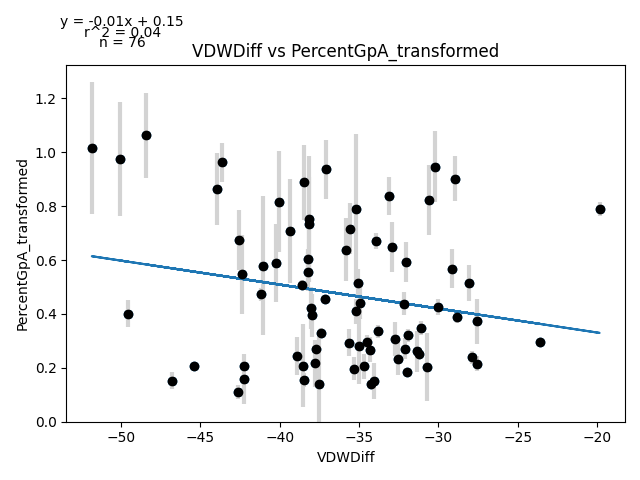 y = -0.01x + 0.15
r^2 = 0.04
n = 76
VDWDiff vs PercentGpA_transformed
PercentGpA_transformed
1.2
1.0
0.8
0.6
0.4
0.2
0.0
−50 −45 −40 −35 −30 −25 −20
VDWDiff